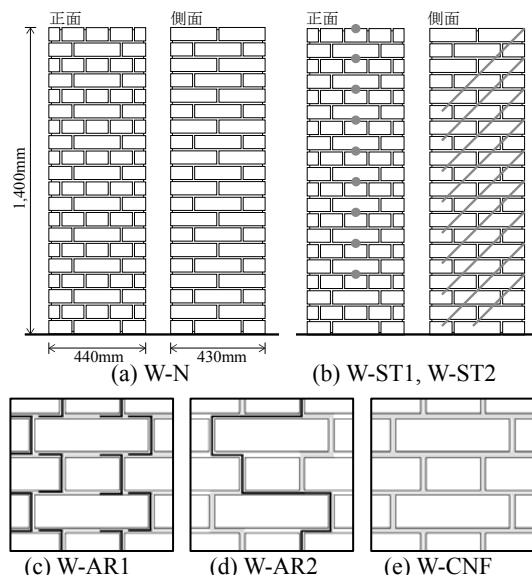 正面 側面
正面 側面
1,400mm
440mm 430mm
(a) W-N
(b) W-ST1, W-ST2
(c) W-AR1
(d) W-AR2
(e) W-CNF